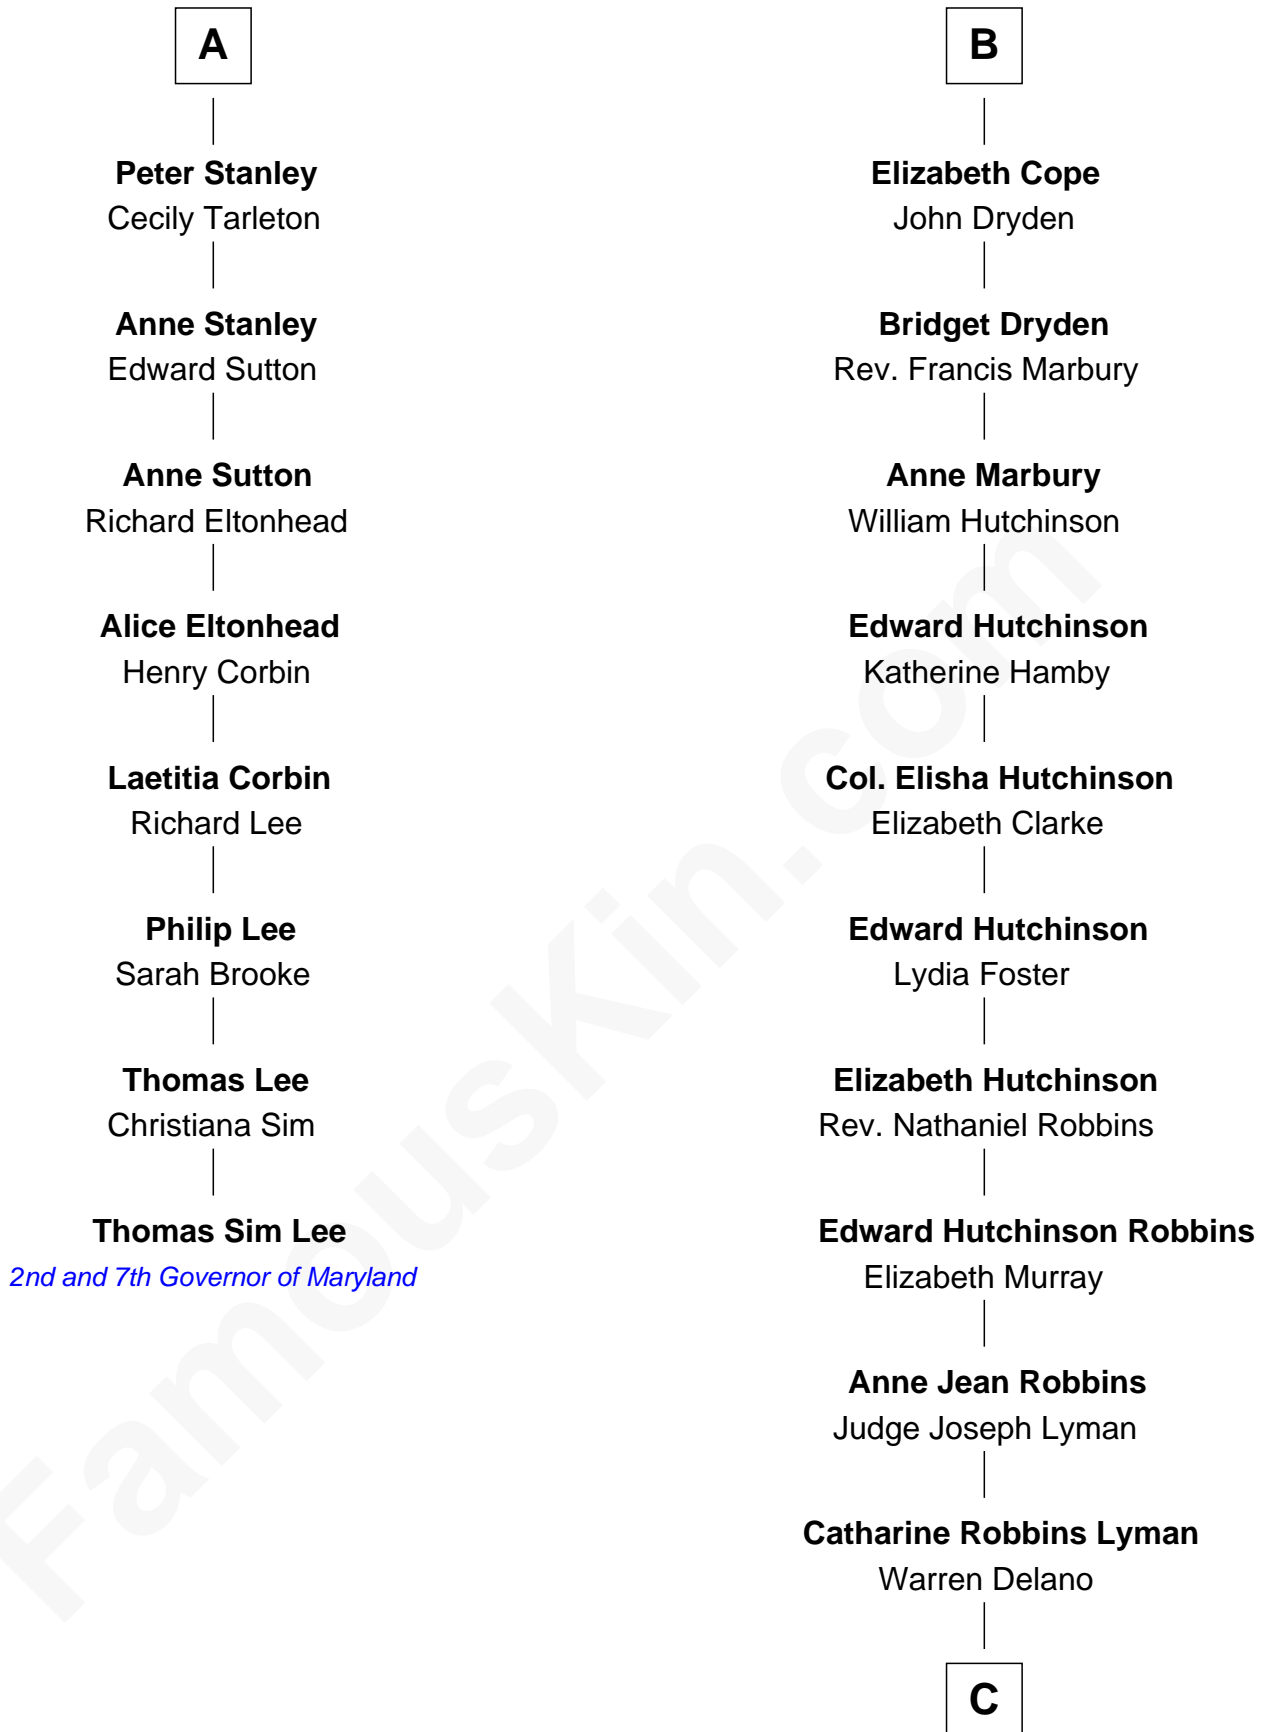 A
Peter Stanley
Cecily Tarleton
Anne Stanley
Edward Sutton
Anne Sutton
Richard Eltonhead
Alice Eltonhead
Henry Corbin
Laetitia Corbin
Richard Lee
Philip Lee
Sarah Brooke
Thomas Lee
Christiana Sim
Thomas Sim Lee
2nd and 7th Governor of Maryland
B
Elizabeth Cope
John Dryden
Bridget Dryden
Rev. Francis Marbury
Anne Marbury
William Hutchinson
Edward Hutchinson
Katherine Hamby
Col. Elisha Hutchinson
Elizabeth Clarke
Edward Hutchinson
Lydia Foster
Elizabeth Hutchinson
Rev. Nathaniel Robbins
Edward Hutchinson Robbins
Elizabeth Murray
Anne Jean Robbins
Judge Joseph Lyman
Catharine Robbins Lyman
Warren Delano
C
FamousKin.com